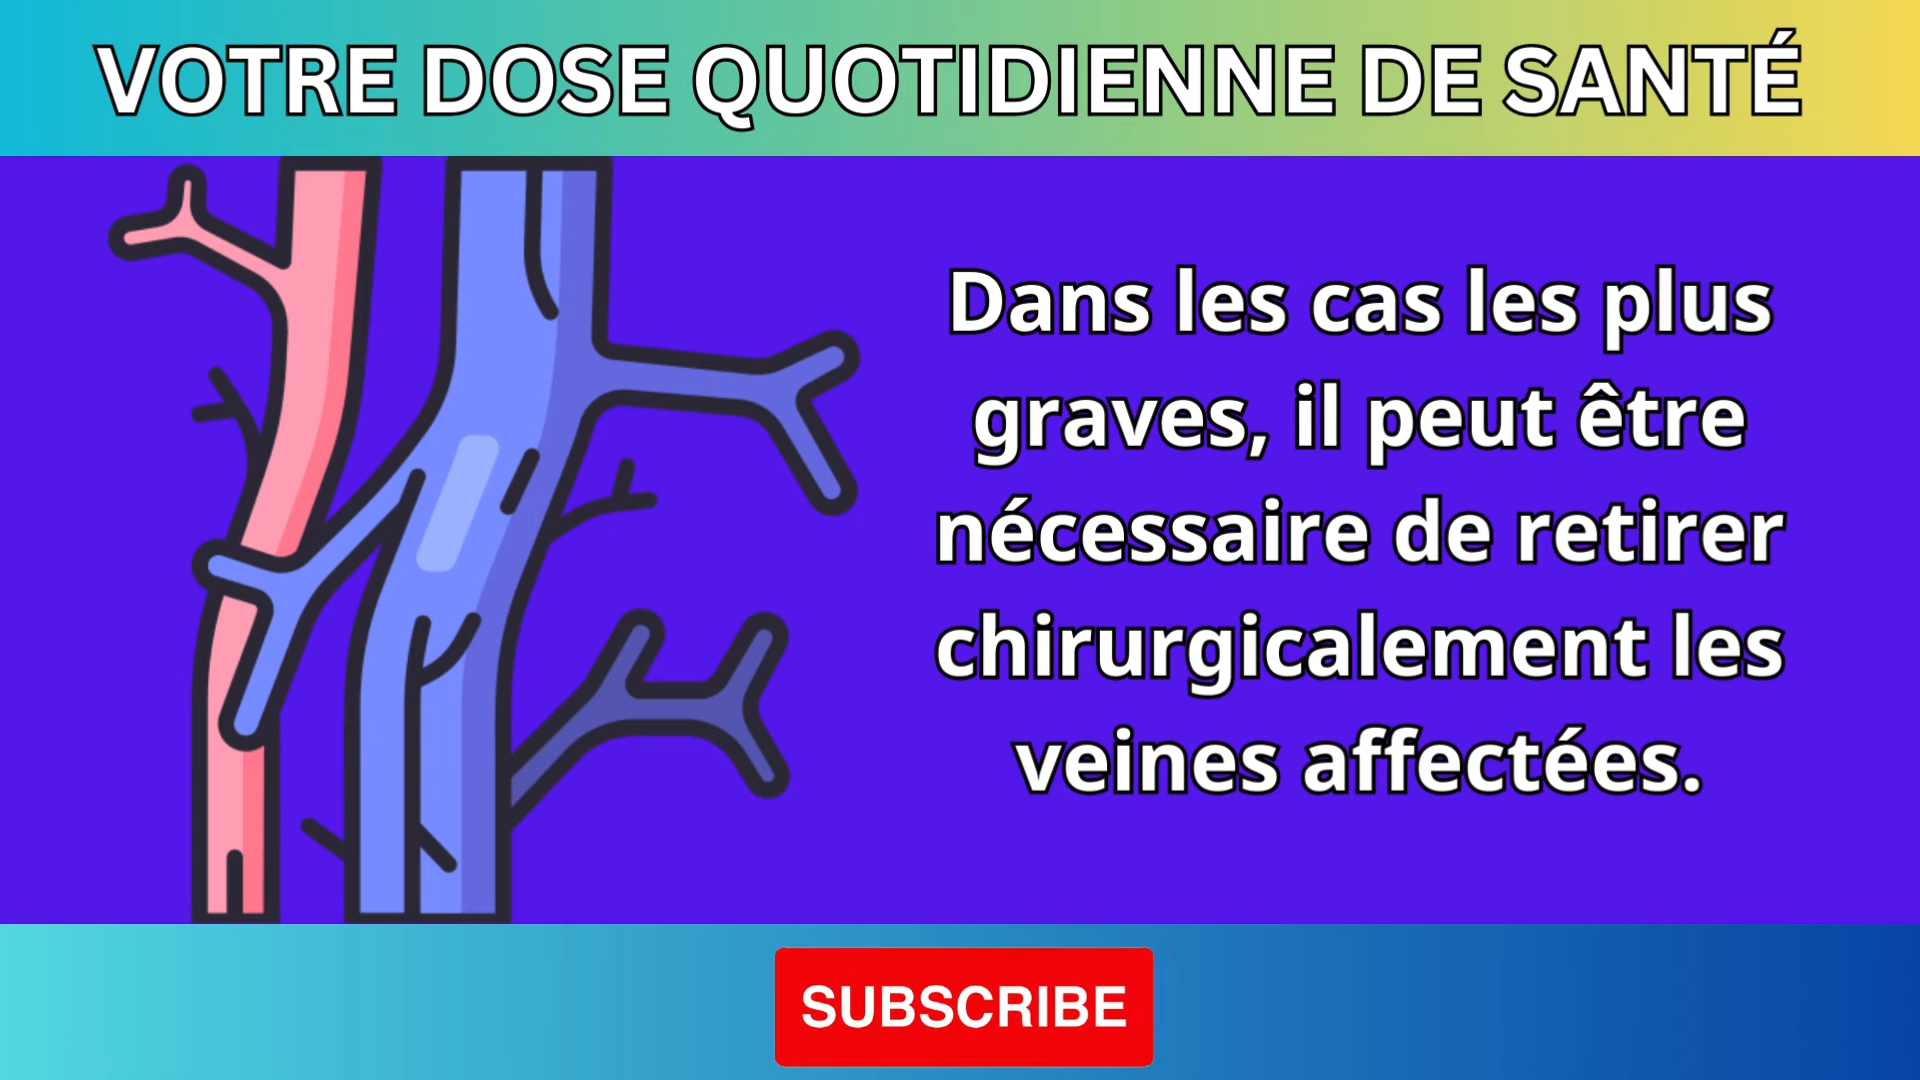 VOTRE DOSE QUOTIDIENNE DE SANTÉ
Dans les cas les plus
graves, il peut être
nécessaire de retirer
chirurgicalement les
veines affectées.
SUBSCRIBE